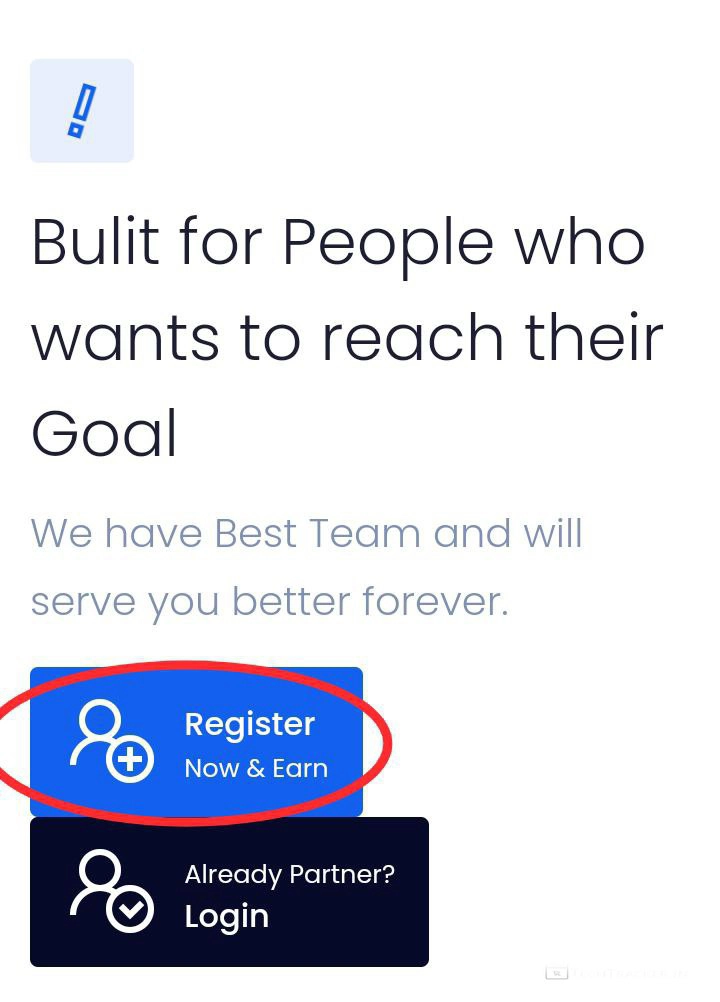 Bulit for People who
wants to reach their
Goal
We have Best Team and will
serve you better forever.
Register
Now & Earn
Already Partner?
Login